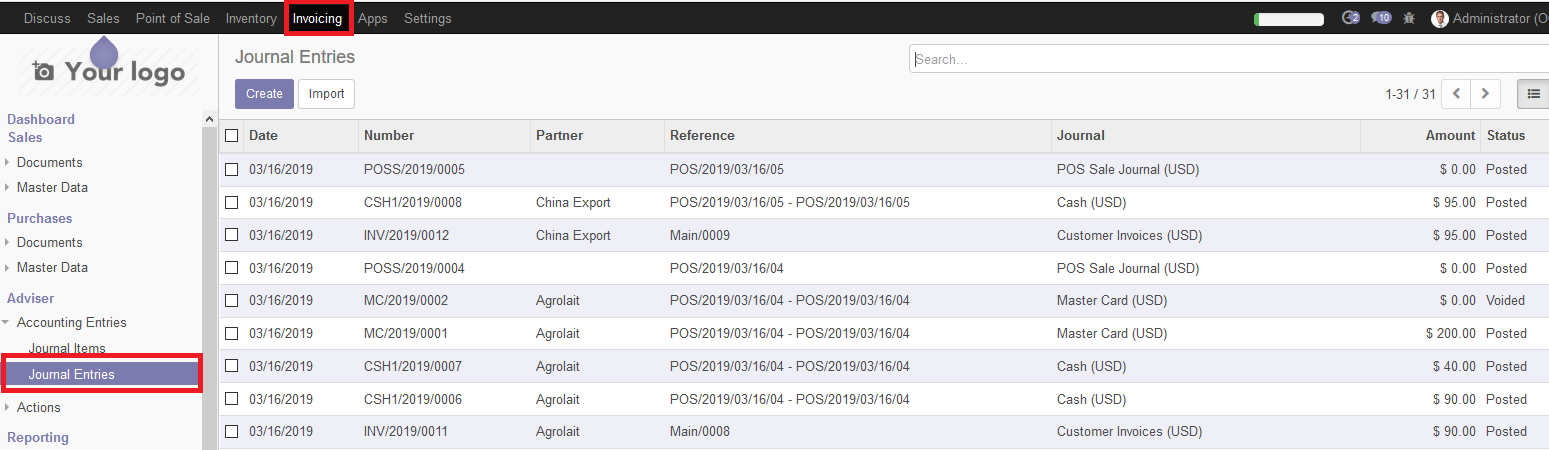 Discuss Sales Point of Sale Inventory Invoicing Apps Settings 2 10 Administrator (O
Your logo
Journal Entries
Search...
Create Import
1-31 / 31
Dashboard
Sales
Documents
Master Data
Purchases
Documents
Master Data
Adviser
Accounting Entries
Journal Items
Journal Entries
Actions
Reporting
Date Number Partner Reference Journal Amount Status
03/16/2019 POSS/2019/0005 POS/2019/03/16/05 POS Sale Journal (USD) $ 0.00 Posted
03/16/2019 CSH1/2019/0008 China Export POS/2019/03/16/05 - POS/2019/03/16/05 Cash (USD) $ 95.00 Posted
03/16/2019 INV/2019/0012 China Export Main/0009 Customer Invoices (USD) $ 95.00 Posted
03/16/2019 POSS/2019/0004 POS/2019/03/16/04 POS Sale Journal (USD) $ 0.00 Posted
03/16/2019 MC/2019/0002 Agrolait POS/2019/03/16/04 - POS/2019/03/16/04 Master Card (USD) $ 0.00 Voided
03/16/2019 MC/2019/0001 Agrolait POS/2019/03/16/04 - POS/2019/03/16/04 Master Card (USD) $ 200.00 Posted
03/16/2019 CSH1/2019/0007 Agrolait POS/2019/03/16/04 - POS/2019/03/16/04 Cash (USD) $ 40.00 Posted
03/16/2019 CSH1/2019/0006 Agrolait POS/2019/03/16/04 - POS/2019/03/16/04 Cash (USD) $ 90.00 Posted
03/16/2019 INV/2019/0011 Agrolait Main/0008 Customer Invoices (USD) $ 90.00 Posted